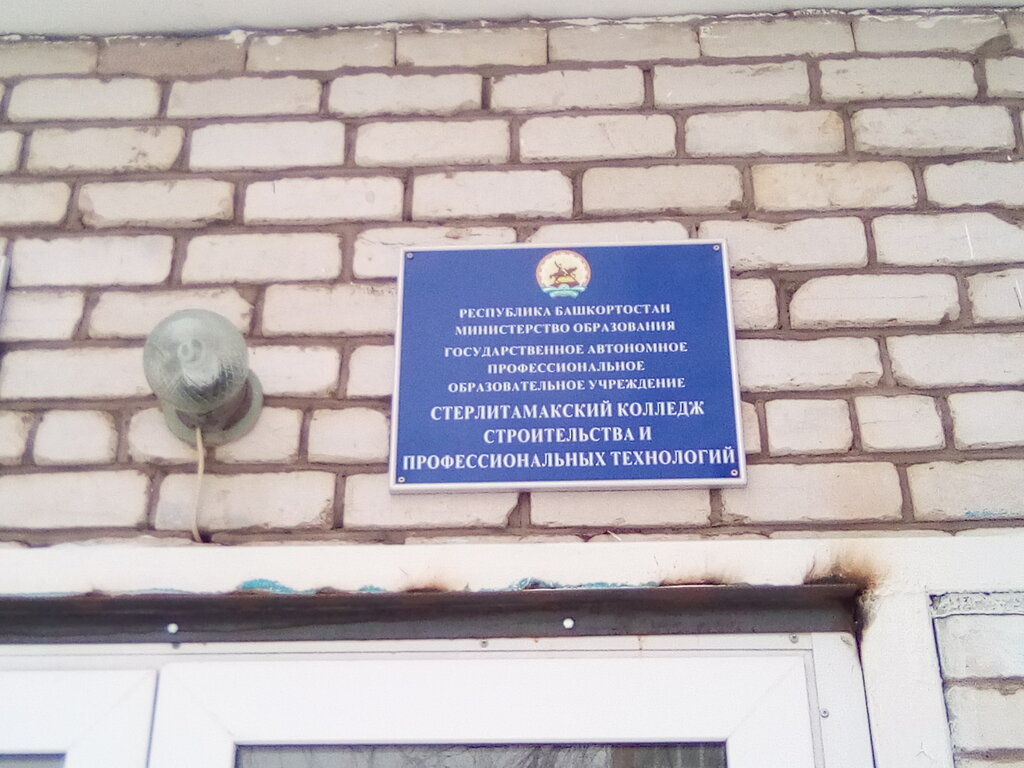 РЕСПУБЛИКА БАШКОРТОСТАН
МИНИСТЕРСТВО ОБРАЗОВАНИЯ
ГОСУДАРСТВЕННОЕ АВТОНОМНОЕ
ПРОФЕССИОНАЛЬНОЕ
ОБРАЗОВАТЕЛЬНОЕ УЧРЕЖДЕНИЕ
СТЕРЛИТАМАКСКИЙ КОЛЛЕДЖ
СТРОИТЕЛЬСТВА И
ПРОФЕССИОНАЛЬНЫХ ТЕХНОЛОГИЙ